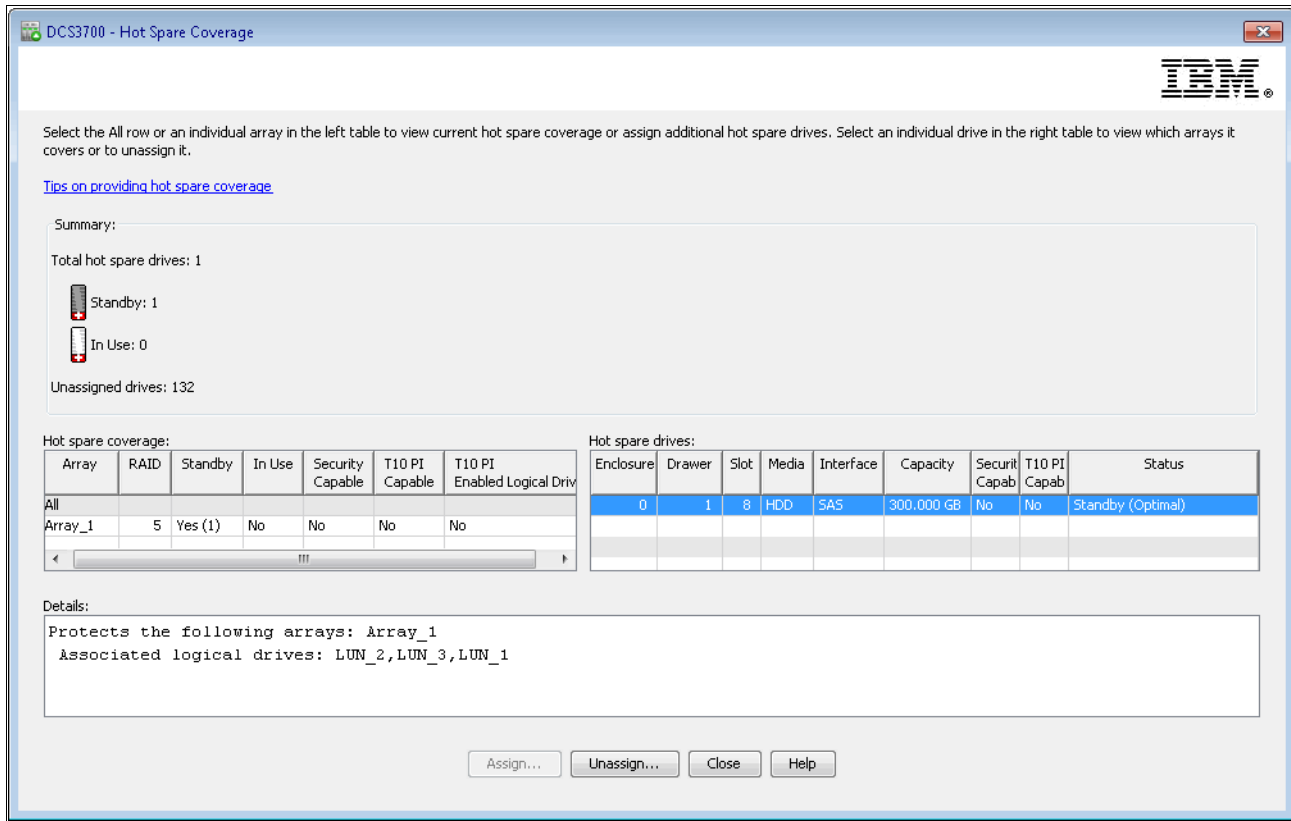 DCS3700 - Hot Spare Coverage
IBM®
Select the All row or an individual array in the left table to view current hot spare coverage or assign additional hot spare drives. Select an individual drive in the right table to view which arrays it
covers or to unassign it.
Tips on providing hot spare coverage
Summary:
Total hot spare drives: 1
Standby: 1
In Use: 0
Unassigned drives: 132
Hot spare coverage:
Array RAID Standby In Use Security Capable T10 PI Capable T10 PI Enabled Logical Driv
All
Array_1 5 Yes (1) No No No No
Hot spare drives:
Enclosure Drawer Slot Media Interface Capacity Securit Capab T10 PI Capab Status
0 1 8 HDD SAS 300.000 GB No No Standby (Optimal)
Details:
Protects the following arrays: Array_1
Associated logical drives: LUN_2,LUN_3,LUN_1
Assign... Unassign... Close Help